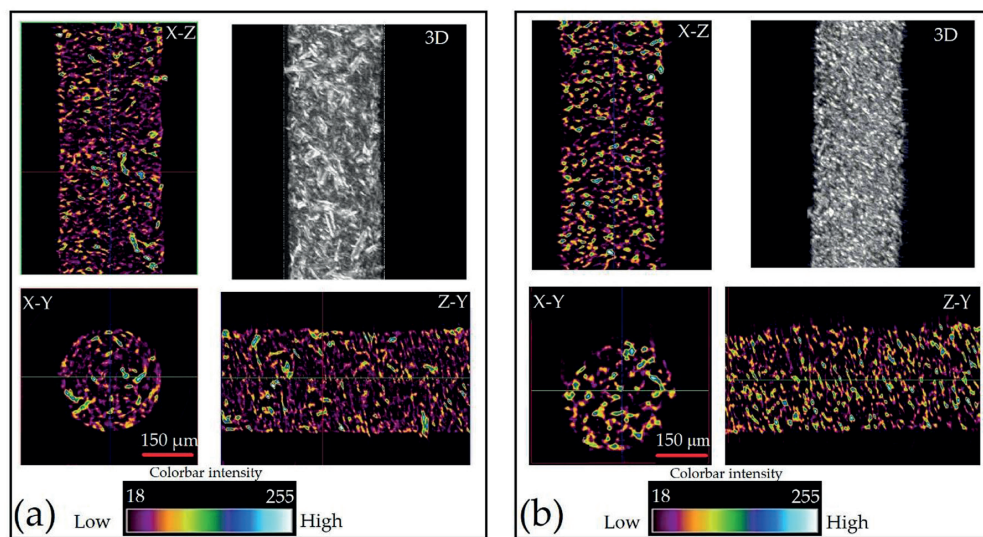 X-Z
3D
X-Y
Z-Y
150 μm
Colorbar intensity
18 255
(a) Low High
X-Z
3D
X-Y
Z-Y
150 μm
Colorbar intensity
18 255
(b) Low High